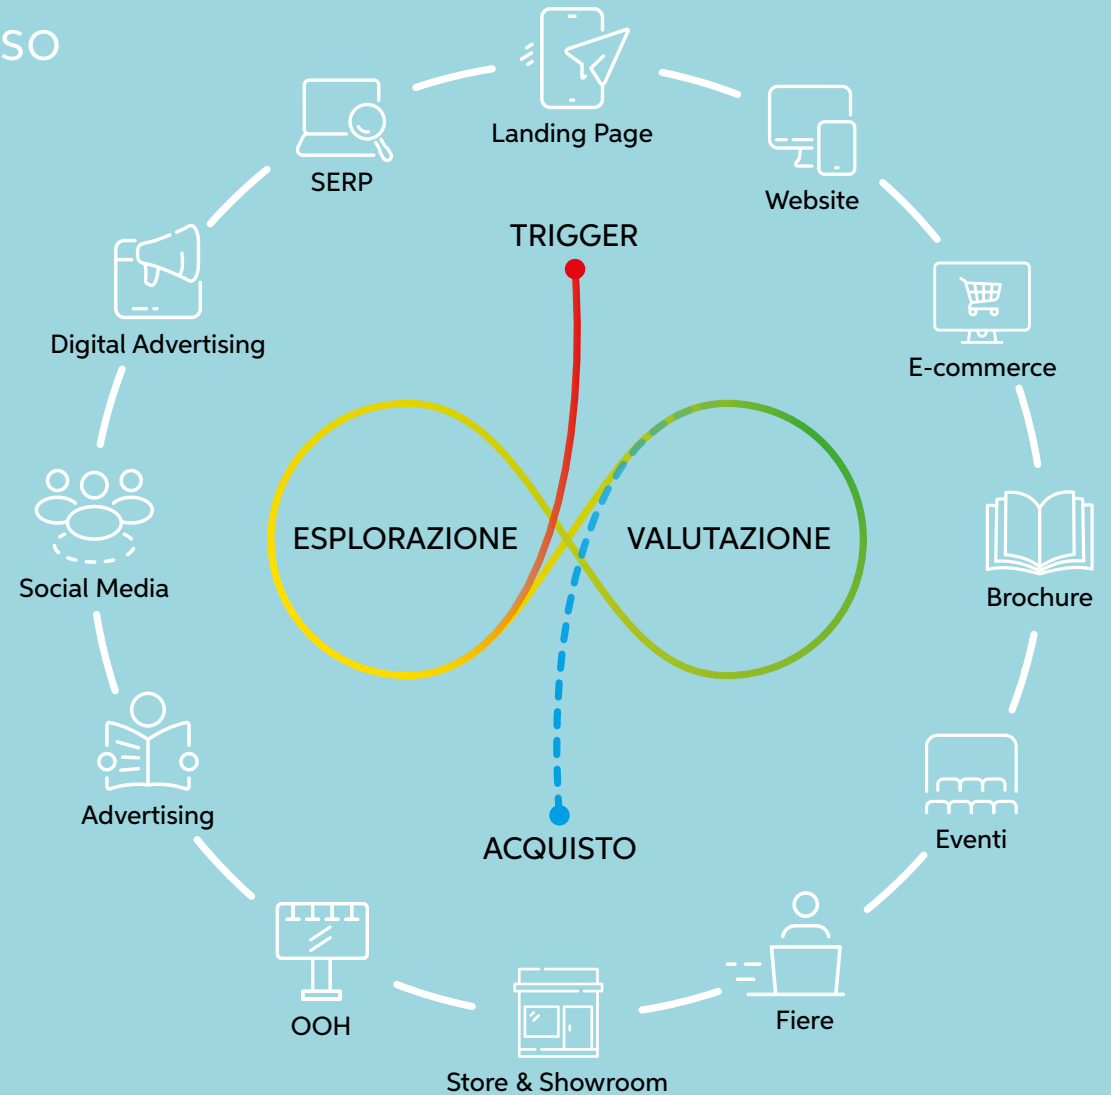 SO
Landing Page
SERP
Website
TRIGGER
Digital Advertising
E-commerce
ESPLORAZIONE
VALUTAZIONE
Social Media
Brochure
Advertising
Eventi
ACQUISTO
OOH
Fiere
Store & Showroom